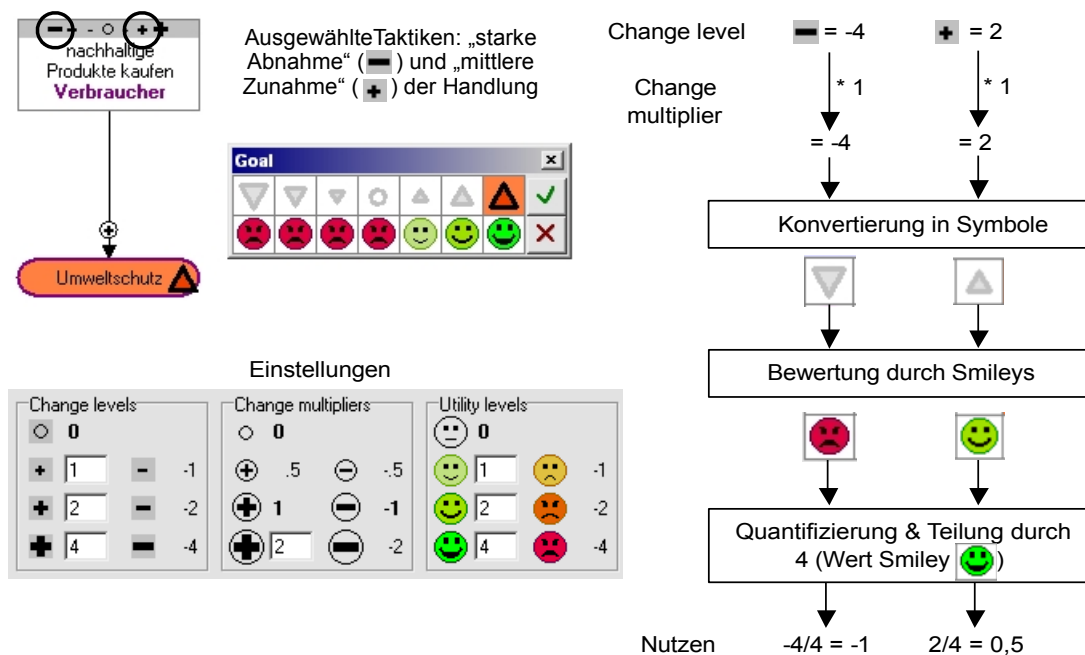 nachhaltige
Produkte kaufen
Verbraucher
Umweltschutz
AusgewählteTaktiken: „starke
Abnahme“ ( ) und „mittlere
Zunahme“ ( ) der Handlung
Goal
Einstellungen
Change levels
0
1 -1
2 -2
4 -4
Change multipliers
0
.5 -.5
1 -1
2 -2
Utility levels
0
1 -1
2 -2
4 -4
Change level = -4 = 2
Change * 1 * 1
multiplier
= -4 = 2
Konvertierung in Symbole
Bewertung durch Smileys
Quantifizierung & Teilung durch
4 (Wert Smiley )
Nutzen -4/4 = -1 2/4 = 0,5